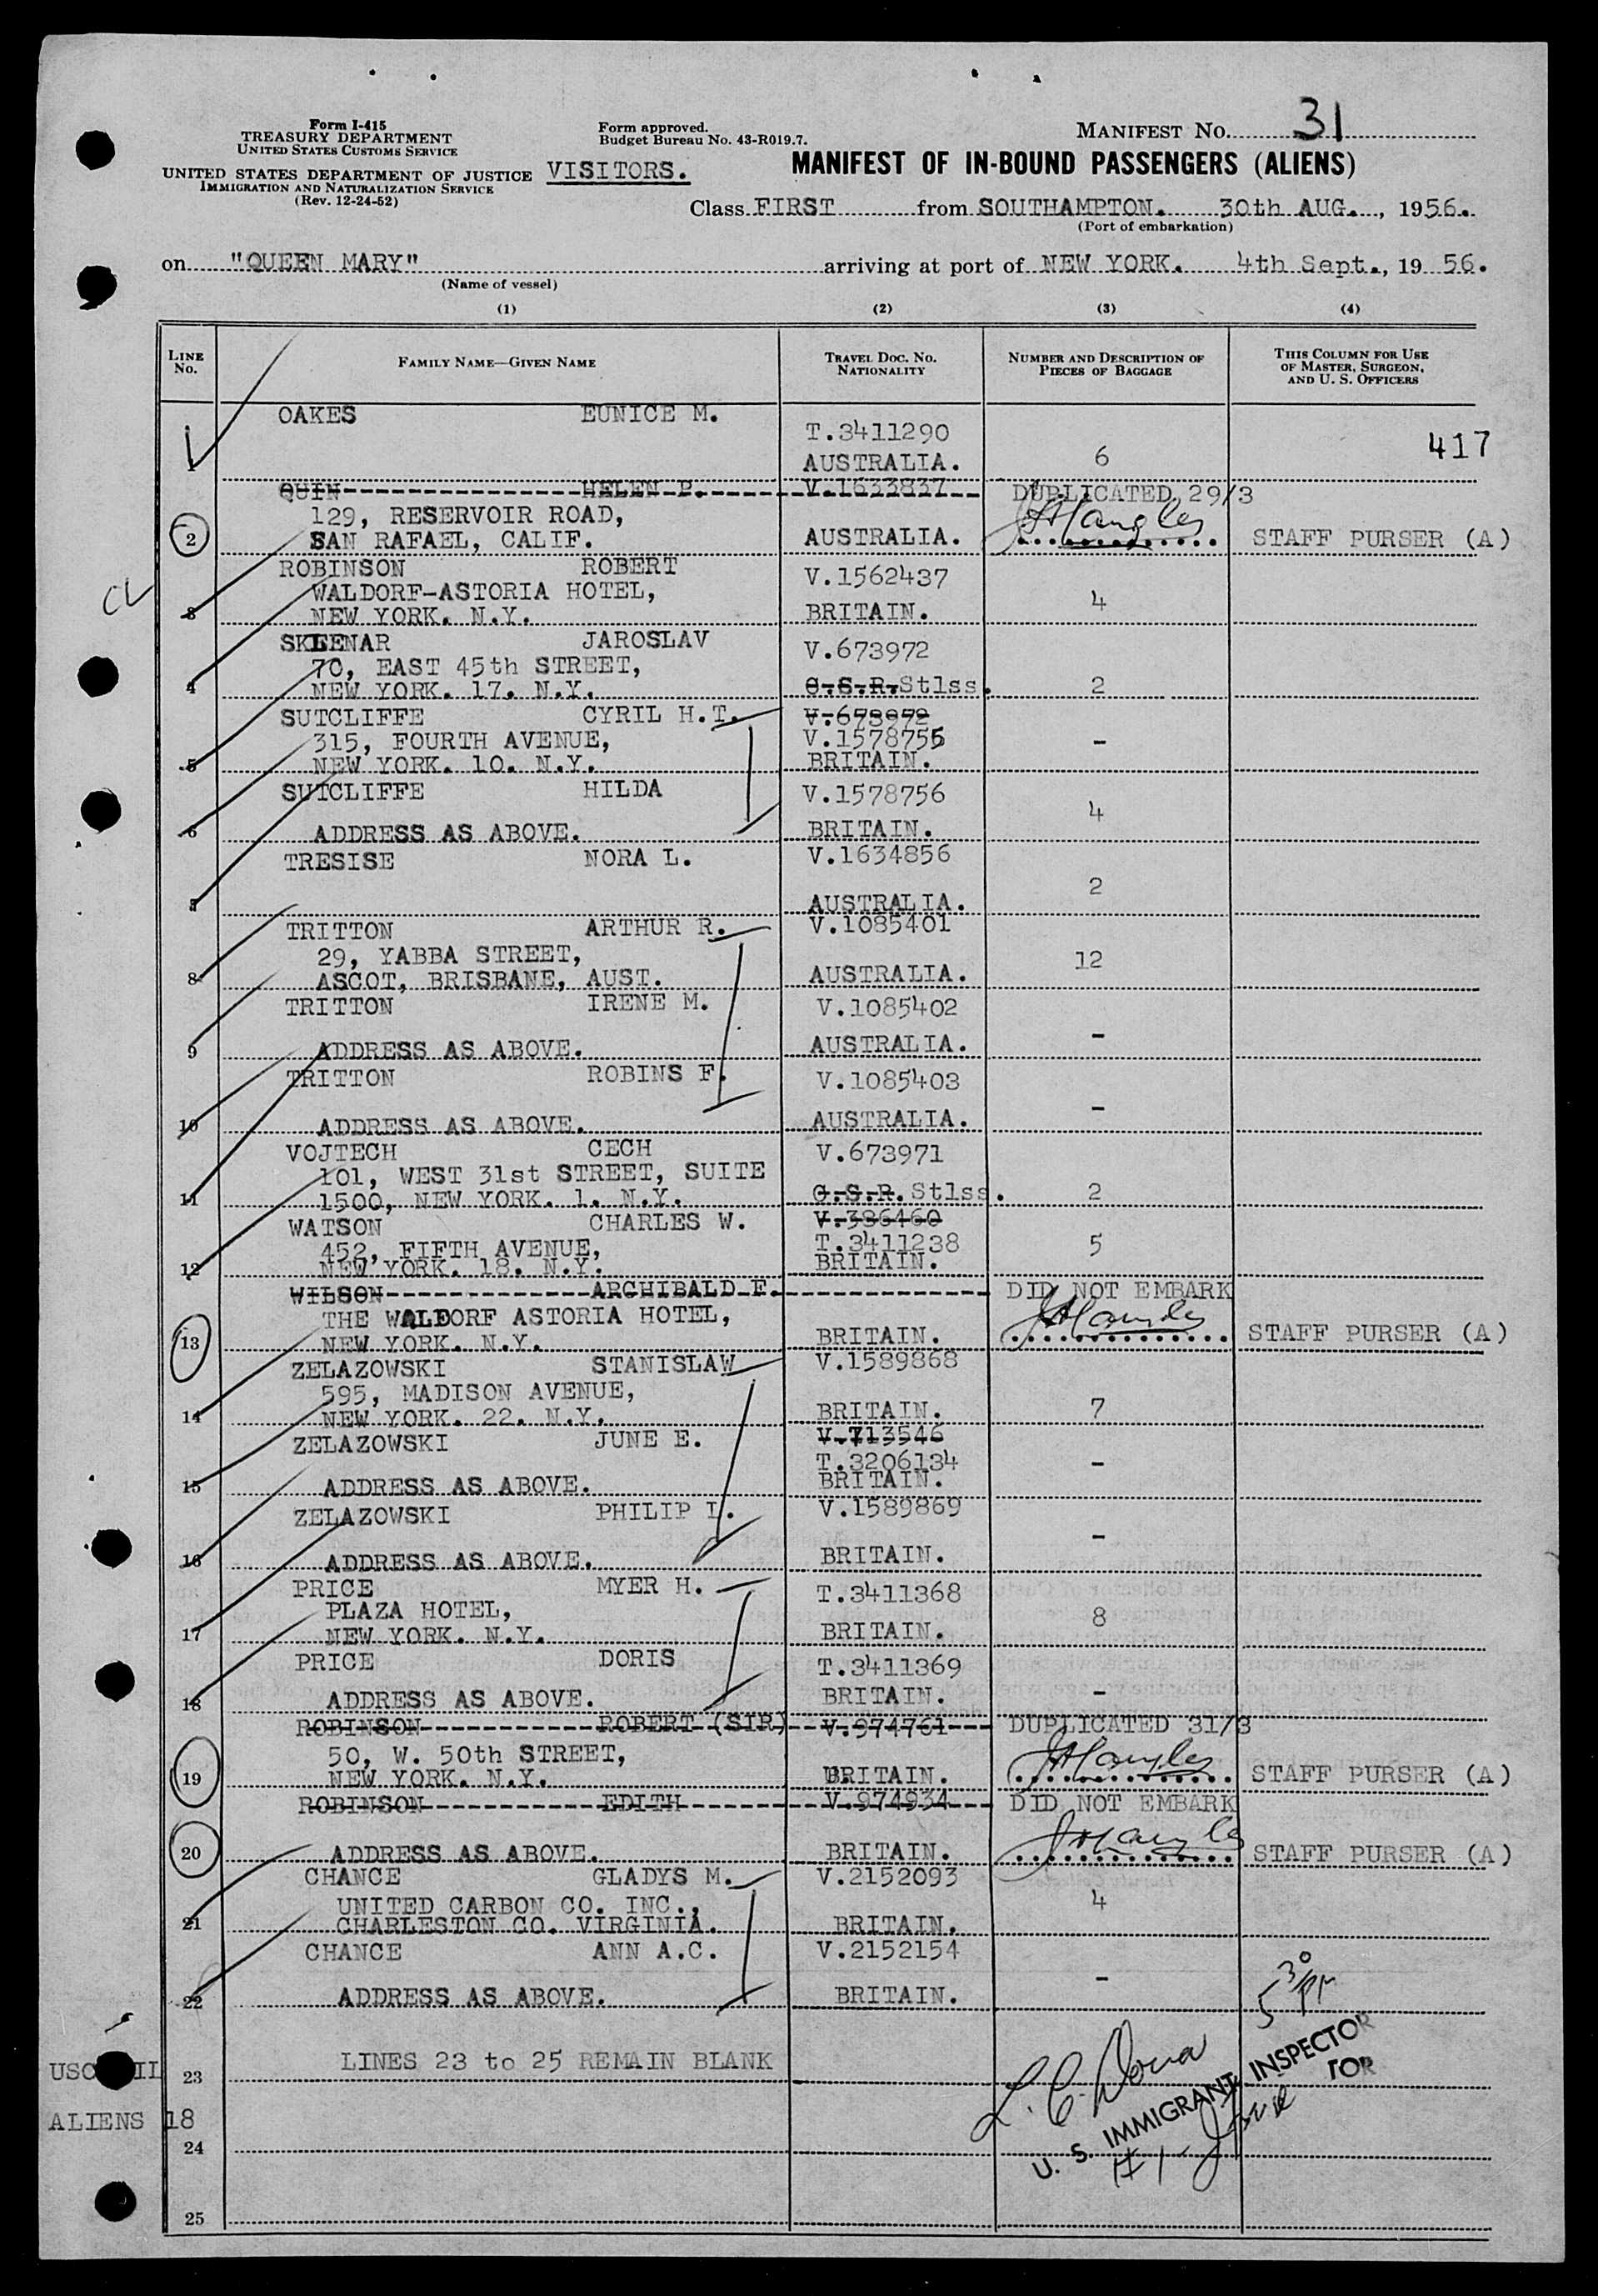 Form I-415
TREASURY DEPARTMENT
UNITED STATES CUSTOMS SERVICE
UNITED STATES DEPARTMENT OF JUSTICE
IMMIGRATION AND NATURALIZATION SERVICE
(Rev. 12-24-52)
Form approved.
Budget Bureau No. 43-R019.7.
VISITORS.
MANIFEST NO. 31
MANIFEST OF IN-BOUND PASSENGERS (ALIENS)
Class FIRST from SOUTHAMPTON. 30th AUG., 1956.
(Port of embarkation)
on "QUEEN MARY" arriving at port of NEW YORK. 4th Sept., 1956.
(Name of vessel)
(1) (2) (3) (4)
LINE NO. FAMILY NAME—GIVEN NAME TRAVEL DOC. NO. NATIONALITY NUMBER AND DESCRIPTION OF PIECES OF BAGGAGE THIS COLUMN FOR USE OF MASTER, SURGEON, AND U. S. OFFICERS
OAKES EUNICE M.
T.3411290 417
1 AUSTRALIA. 6
QUIN HELEN P. V.1633837 DUPLICATED 29/3
129, RESERVOIR ROAD,
2 SAN RAFAEL, CALIF. AUSTRALIA. STAFF PURSER (A)
ROBINSON ROBERT V.1562437
WALDORF-ASTORIA HOTEL, 4
3 NEW YORK. N.Y. BRITAIN.
SKLENAR JAROSLAV V.673972
70, EAST 45th STREET,
4 NEW YORK. 17. N.Y. C.S.R. Stlss. 2
SUTCLIFFE CYRIL H.T. V.673972
315, FOURTH AVENUE, V.1578755 -
5 NEW YORK. 10. N.Y. BRITAIN.
SUTCLIFFE HILDA V.1578756
4
6 ADDRESS AS ABOVE. BRITAIN.
TRESISE NORA L. V.1634856
2
7 AUSTRALIA.
TRITTON ARTHUR R. V.1085401
29, YABBA STREET, 12
8 ASCOT, BRISBANE, AUST. AUSTRALIA.
TRITTON IRENE M. V.1085402
-
9 ADDRESS AS ABOVE. AUSTRALIA.
TRITTON ROBINS F. V.1085403
-
10 ADDRESS AS ABOVE. AUSTRALIA.
VOJTECH CECH V.673971
101, WEST 31st STREET, SUITE
11 1500, NEW YORK. 1. N.Y. C.S.R. Stlss. 2
WATSON CHARLES W. V.386460
452, FIFTH AVENUE, T.3411238 5
12 NEW YORK. 18. N.Y. BRITAIN.
WILSON ARCHIBALD F. DID NOT EMBARK
THE WALDORF ASTORIA HOTEL,
13 NEW YORK. N.Y. BRITAIN. STAFF PURSER (A)
ZELAZOWSKI STANISLAW V.1589868
595, MADISON AVENUE,
14 NEW YORK. 22. N.Y. BRITAIN. 7
ZELAZOWSKI JUNE E. V.713546
T.3206134 -
15 ADDRESS AS ABOVE. BRITAIN.
ZELAZOWSKI PHILIP L. V.1589869
-
16 ADDRESS AS ABOVE. BRITAIN.
PRICE MYER H. T.3411368
PLAZA HOTEL, 8
17 NEW YORK. N.Y. BRITAIN.
PRICE DORIS T.3411369
18 ADDRESS AS ABOVE. BRITAIN. -
ROBINSON ROBERT (SIR) V.974761 DUPLICATED 31/3
50, W. 50th STREET,
19 NEW YORK. N.Y. BRITAIN. STAFF PURSER (A)
ROBINSON EDITH V.974934 DID NOT EMBARK
20 ADDRESS AS ABOVE. BRITAIN. STAFF PURSER (A)
CHANCE GLADYS M. V.2152093
UNITED CARBON CO. INC., 4
21 CHARLESTON CO. VIRGINIA. BRITAIN.
CHANCE ANN A.C. V.2152154
-
22 ADDRESS AS ABOVE. BRITAIN.
5 30 PM
USC II 23 LINES 23 to 25 REMAIN BLANK
U. S. IMMIGRANT INSPECTOR
TOR
ALIENS 18
24
25